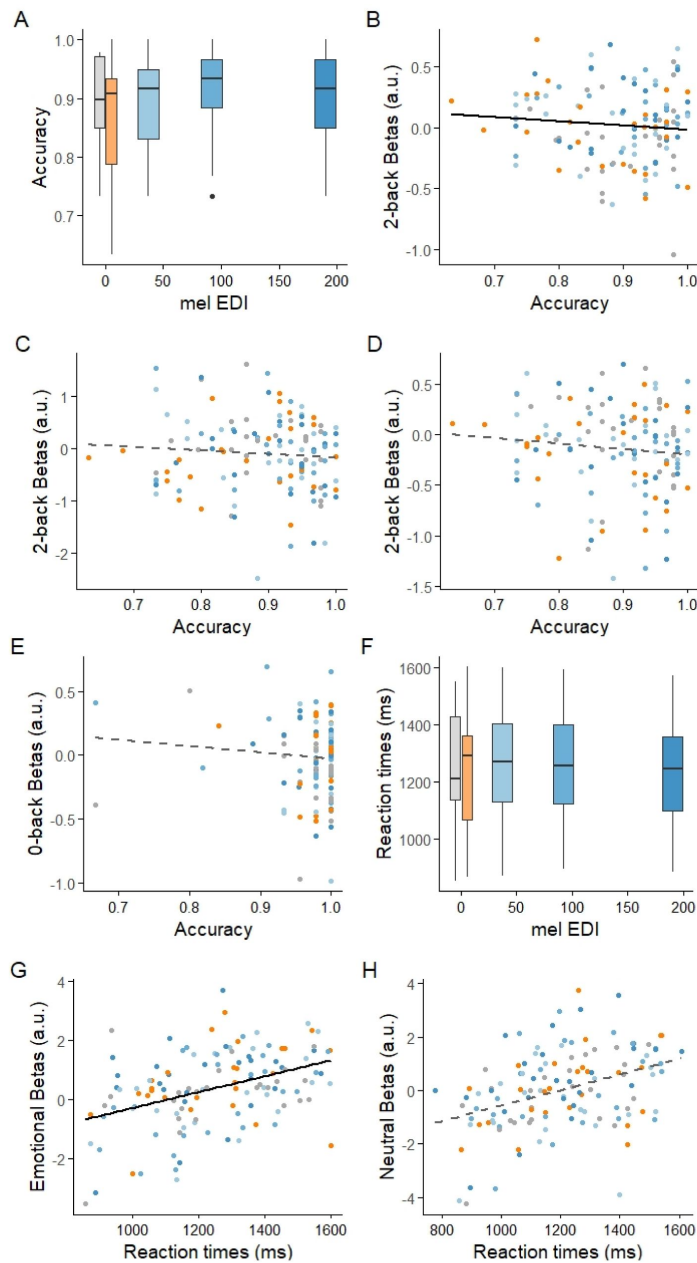 A
Accuracy
1.0
0.9
0.8
0.7
0
50
100
150
200
mel EDI
B
2-back Betas (a.u.)
0.5
0.0
-0.5
-1.0
0.7
0.8
0.9
1.0
Accuracy
C
2-back Betas (a.u.)
1
0
-1
-2
0.7
0.8
0.9
1.0
Accuracy
D
2-back Betas (a.u.)
0.5
0.0
-0.5
-1.0
-1.5
0.7
0.8
0.9
1.0
Accuracy
E
0-back Betas (a.u.)
0.5
0.0
-0.5
-1.0
0.7
0.8
0.9
1.0
Accuracy
F
Reaction times (ms)
1600
1400
1200
1000
0
50
100
150
200
mel EDI
G
Emotional Betas (a.u.)
4
2
0
-2
1000
1200
1400
1600
Reaction times (ms)
H
Neutral Betas (a.u.)
4
2
0
-2
-4
800
1000
1200
1400
1600
Reaction times (ms)